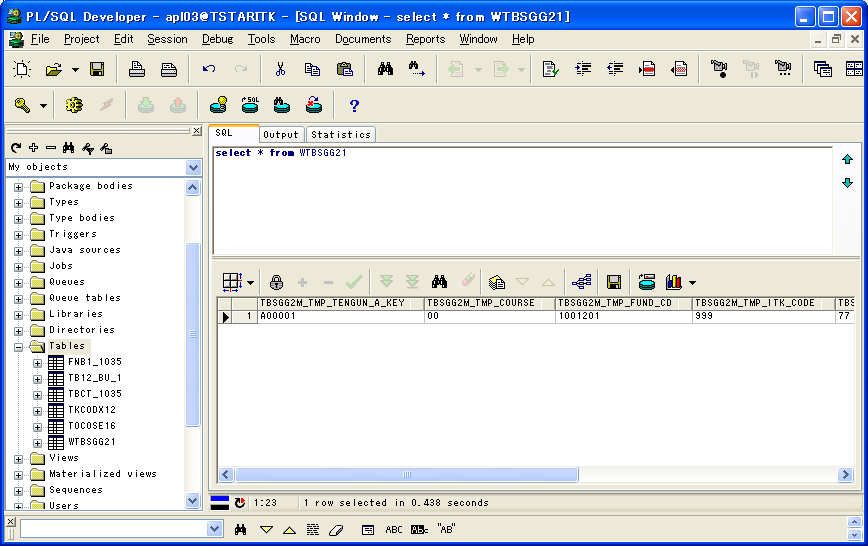 PL/SQL Developer - apl03@TSTARITK - [SQL Window - select * from WTBSGG21]
File Project Edit Session Debug Tools Macro Documents Reports Window Help
SQL Output Statistics
select * from WTBSGG21
My objects
Package bodies
Types
Type bodies
Triggers
Java sources
Jobs
Queues
Queue tables
Libraries
Directories
Tables
FNB1_1035
TB12_BU_1
TBCT_1035
TKCODX12
TOCOSE16
WTBSGG21
Views
Materialized views
Sequences
Users
TBSGG2M_TMP_TENGUN_A_KEY TBSGG2M_TMP_COURSE TBSGG2M_TMP_FUND_CD TBSGG2M_TMP_ITK_CODE TBS
1 A00001 00 1001201 999 77
1:23 1 row selected in 0.438 seconds
ABC "AB"